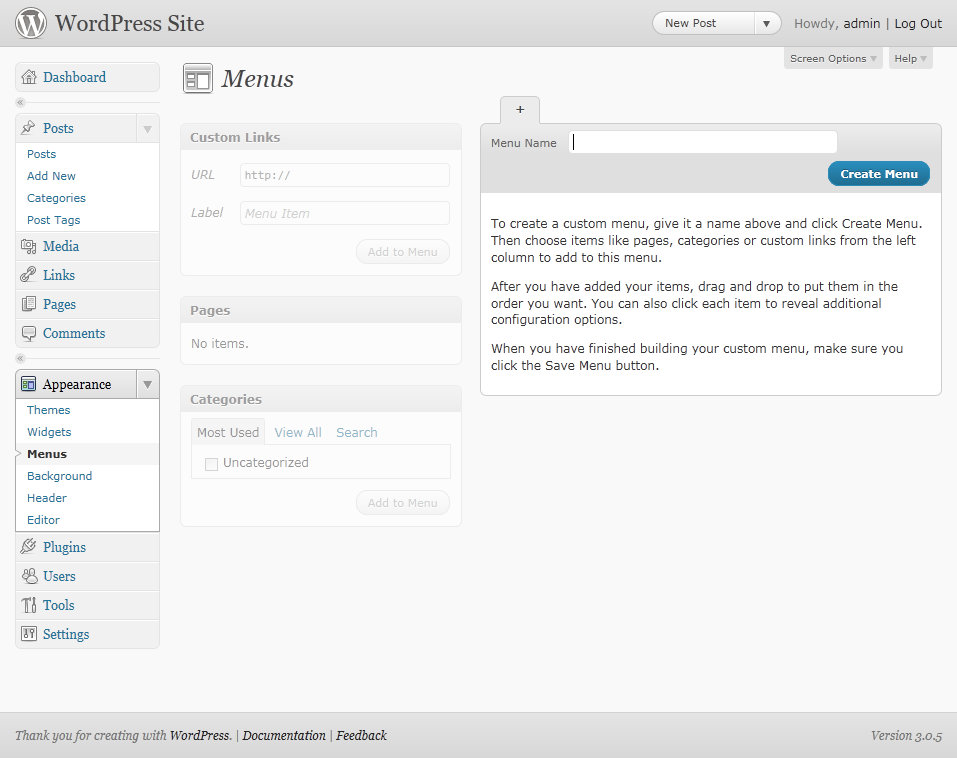 WordPress Site
New Post
Howdy, admin | Log Out
Screen Options
Help
Dashboard
Posts
Posts
Add New
Categories
Post Tags
Media
Links
Pages
Comments
Appearance
Themes
Widgets
Menus
Background
Header
Editor
Plugins
Users
Tools
Settings
Menus
Custom Links
URL http://
Label Menu Item
Add to Menu
Pages
No items.
Categories
Most Used View All Search
Uncategorized
Add to Menu
+
Menu Name
Create Menu
To create a custom menu, give it a name above and click Create Menu.
Then choose items like pages, categories or custom links from the left
column to add to this menu.
After you have added your items, drag and drop to put them in the
order you want. You can also click each item to reveal additional
configuration options.
When you have finished building your custom menu, make sure you
click the Save Menu button.
Thank you for creating with WordPress. | Documentation | Feedback
Version 3.0.5